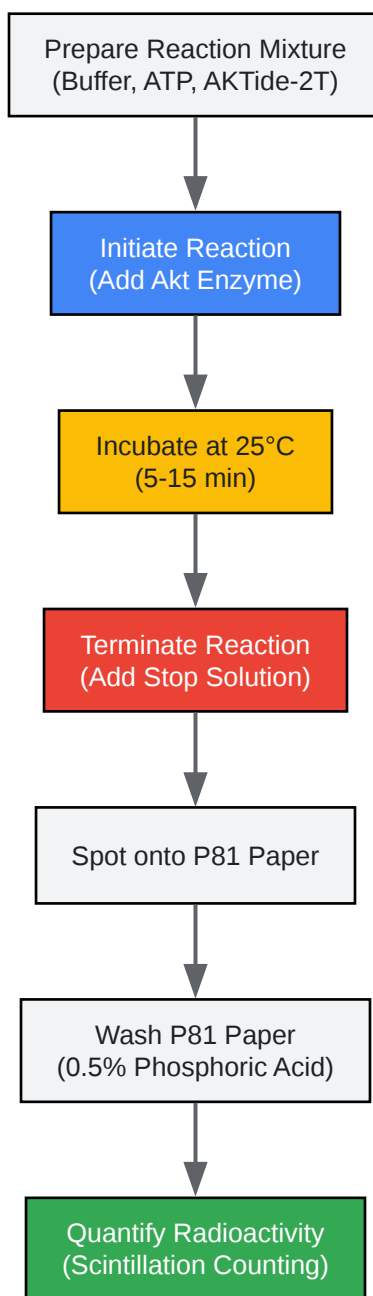 Prepare Reaction Mixture
(Buffer, ATP, AKTide-2T)
Initiate Reaction
(Add Akt Enzyme)
Incubate at 25°C
(5-15 min)
Terminate Reaction
(Add Stop Solution)
Spot onto P81 Paper
Wash P81 Paper
(0.5% Phosphoric Acid)
Quantify Radioactivity
(Scintillation Counting)